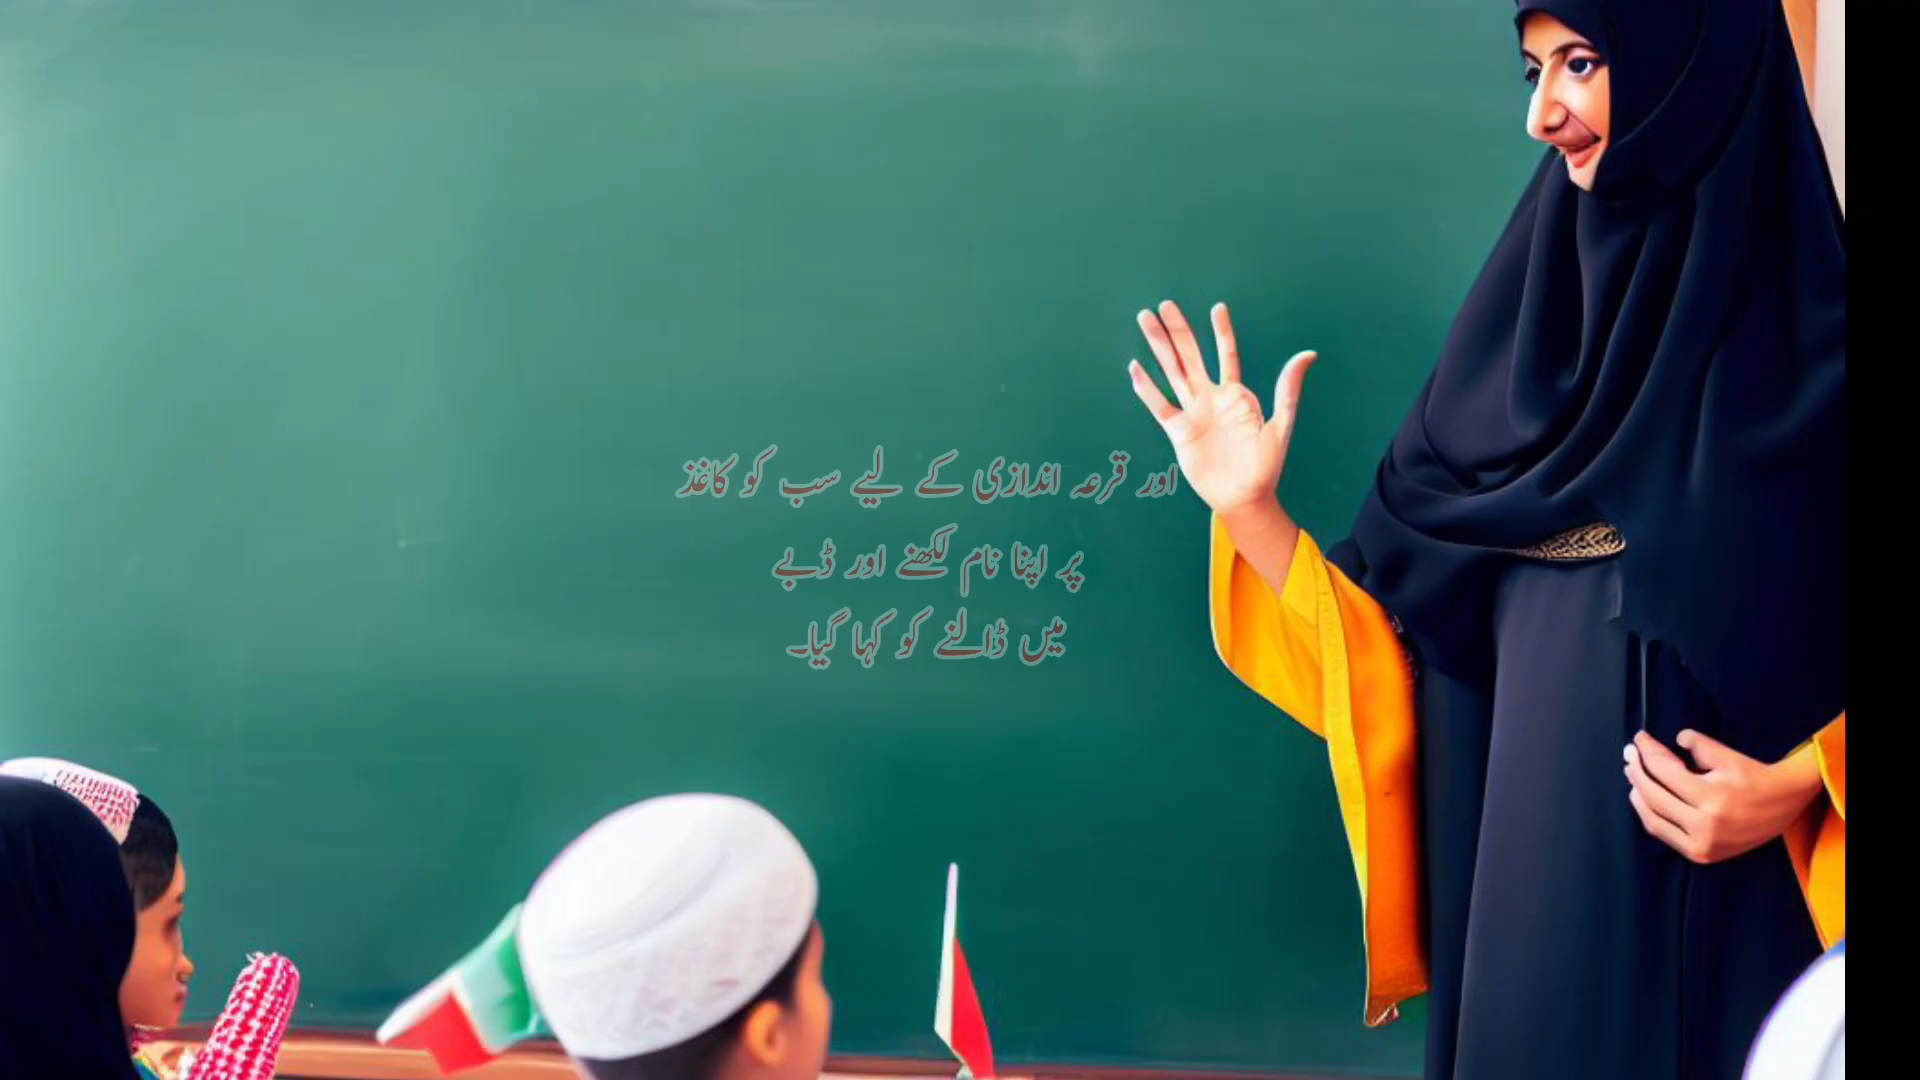 اور قرعہ اندازی کے لیے سب کو کاغذ
پر اپنا نام لکھنے اور ڈبے
میں ڈالنے کو کہا گیا۔